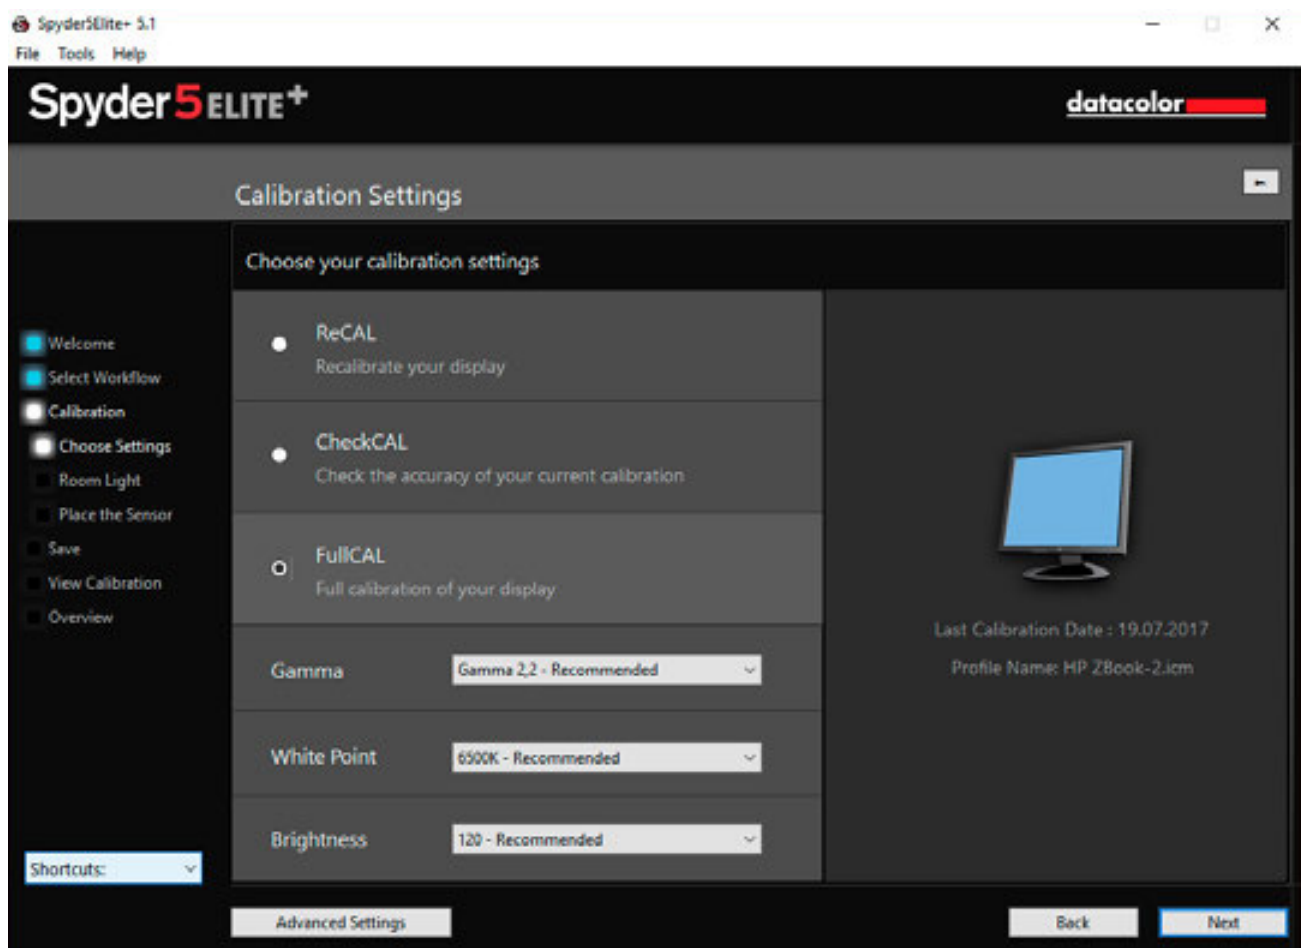 Spyder5Elite+ 5.1
File Tools Help
Spyder5ELITE+
datacolor
Calibration Settings
Choose your calibration settings
Welcome
Select Workflow
Calibration
Choose Settings
Room Light
Place the Sensor
Save
View Calibration
Overview
Shortcuts:
ReCAL
Recalibrate your display
CheckCAL
Check the accuracy of your current calibration
FullCAL
Full calibration of your display
Gamma Gamma 2,2 - Recommended
White Point 6500K - Recommended
Brightness 120 - Recommended
Last Calibration Date : 19.07.2017
Profile Name: HP ZBook-2.icm
Advanced Settings
Back
Next